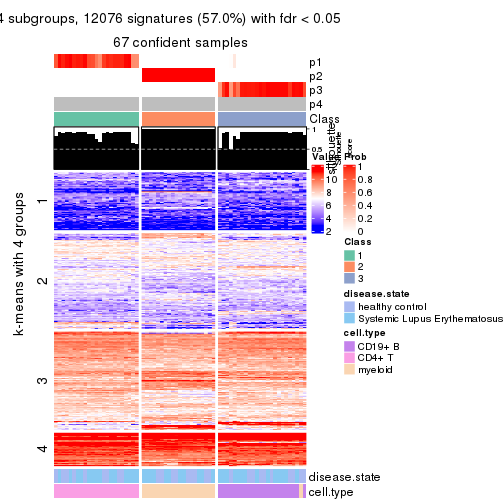 4 subgroups, 12076 signatures (57.0%) with fdr < 0.05
67 confident samples
p1
p2
p3
p4
Class
1
0.5
silhouette
score
Value
10
8
6
4
2
Prob
1
0.8
0.6
0.4
0.2
0
Class
1
2
3
disease.state
healthy control
Systemic Lupus Erythematosus
cell.type
CD19+ B
CD4+ T
myeloid
k-means with 4 groups
1
2
3
4
disease.state
cell.type